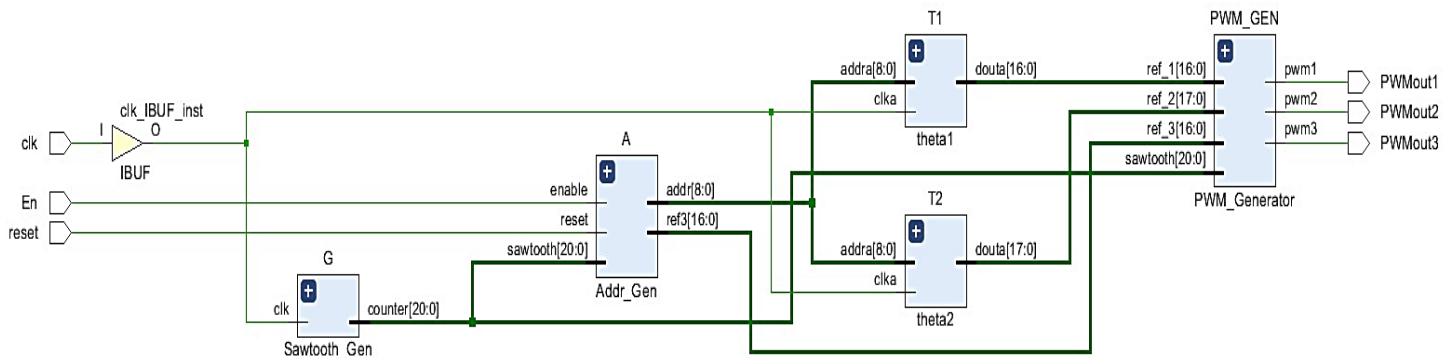 T1
PWM_GEN
addra[8:0]
douta[16:0]
ref_1[16:0]
pwm1
PWMout1
clk_IBUF_inst
clka
ref_2[17:0]
pwm2
PWMout2
clk
I
O
theta1
ref_3[16:0]
pwm3
PWMout3
IBUF
A
sawtooth[20:0]
En
enable
addr[8:0]
T2
PWM_Generator
reset
reset
ref3[16:0]
sawtooth[20:0]
addra[8:0]
douta[17:0]
G
clka
Addr_Gen
clk
counter[20:0]
theta2
Sawtooth_Gen